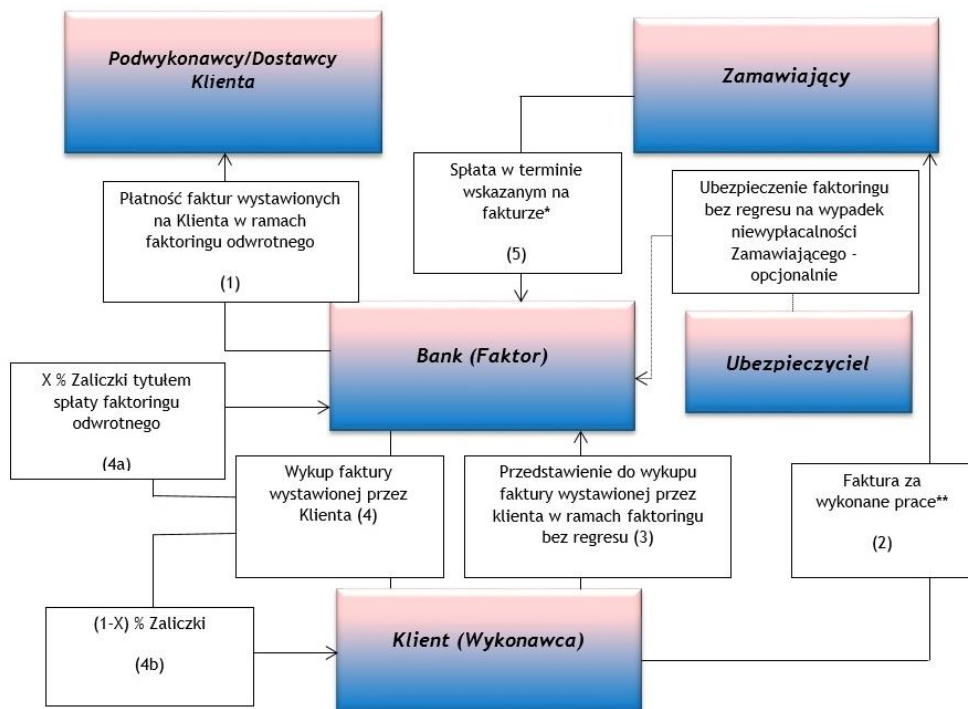 Podwykonawcy/Dostawcy
Klienta
Zamawiający
Płatność faktur wystawionych
na Klienta w ramach
faktoringu odwrotnego
(1)
Spłata w terminie
wskazanym na
fakturze*
(5)
Ubezpieczenie faktoringu
bez regresu na wypadek
niewypłacalności
Zamawiającego -
opcjonalnie
Bank (Faktor)
Ubezpieczyciel
X % Zaliczki tytułem
spłaty faktoringu
odwrotnego
(4a)
Wykup faktury
wystawionej przez
Klienta (4)
Przedstawienie do wykupu
faktury wystawionej przez
klienta w ramach faktoringu
bez regresu (3)
Faktura za
wykonane prace**
(2)
(1-X) % Zaliczki
(4b)
Klient (Wykonawca)